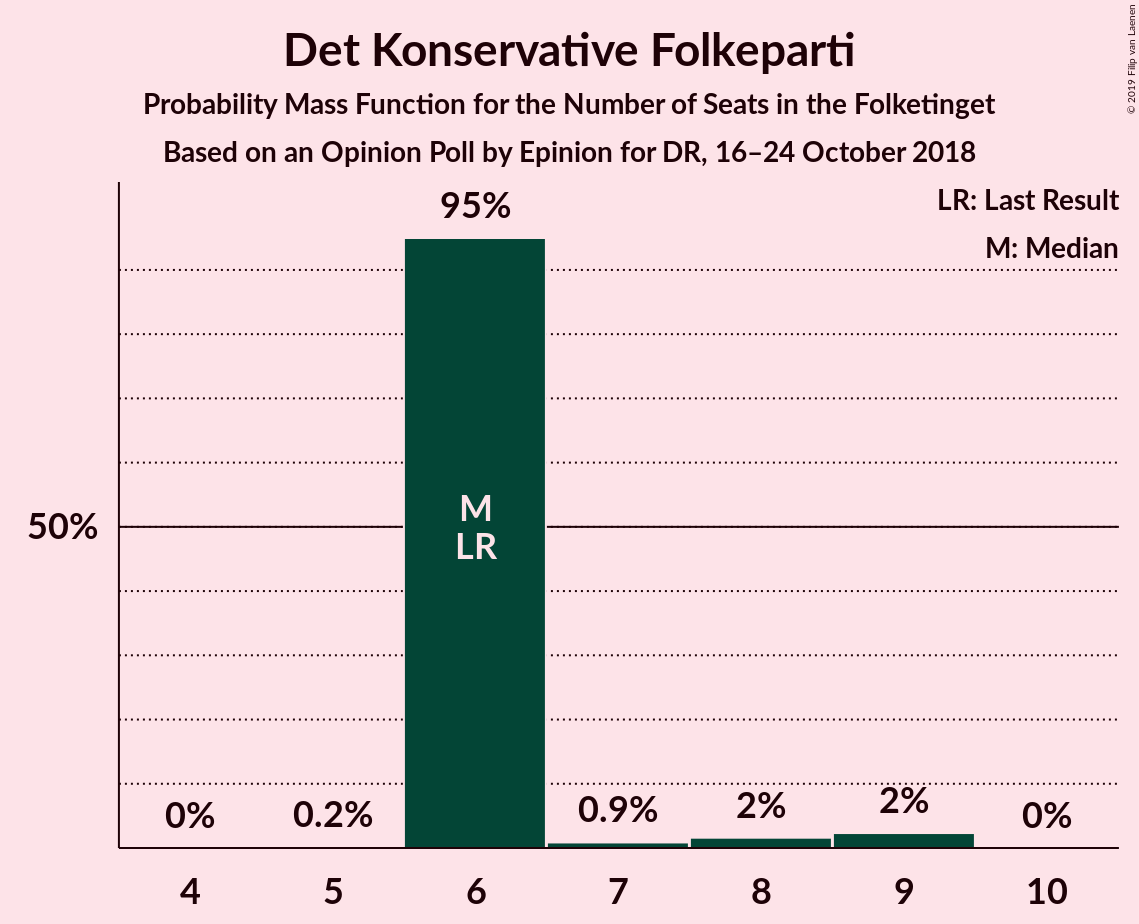 Det Konservative Folkeparti
Probability Mass Function for the Number of Seats in the Folketinget
Based on an Opinion Poll by Epinion for DR, 16–24 October 2018
© 2019 Filip van Laenen
LR: Last Result
M: Median
95%
M
LR
50%
0%
0.2%
0.9%
2%
2%
0%
4
5
6
7
8
9
10